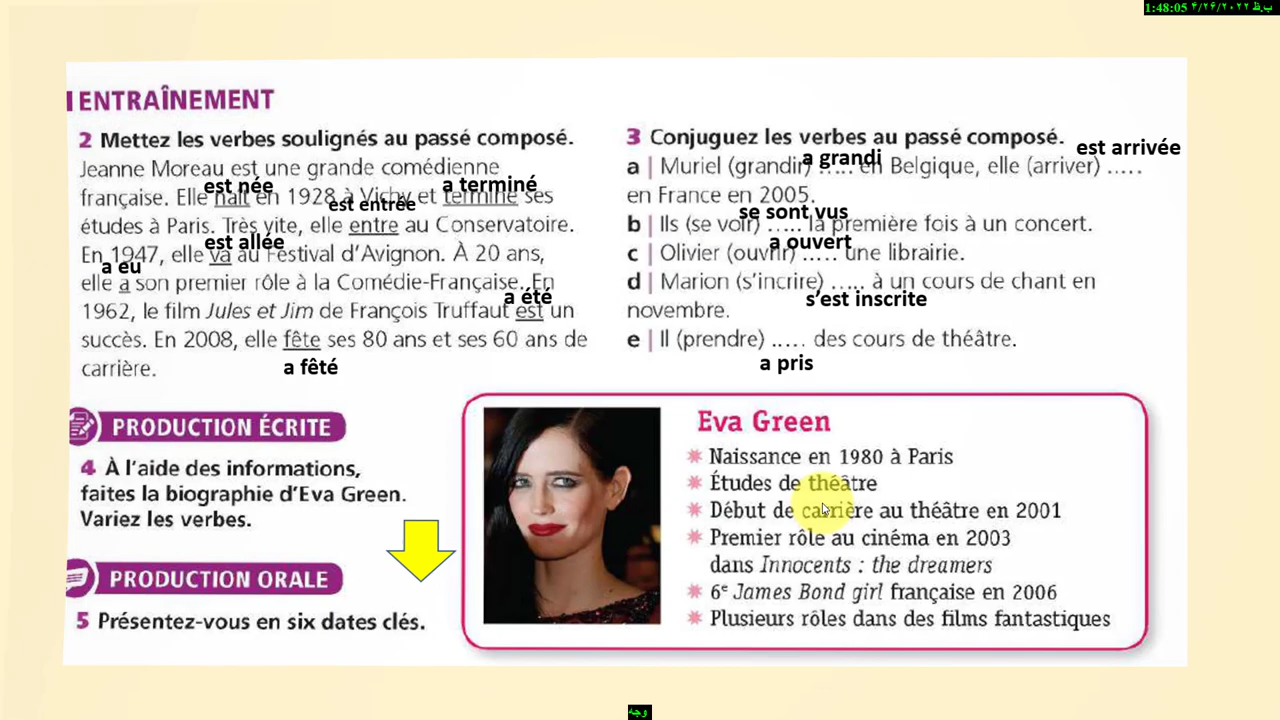 1:48:05 ۴/۲۶/۲۰۲۲ ب.ظ
ENTRAÎNEMENT
2 Mettez les verbes soulignés au passé composé.
Jeanne Moreau est une grande comédienne
est née a terminé
française. Elle naît en 1928 à Vichy et termine ses
est entrée
études à Paris. Très vite, elle entre au Conservatoire.
est allée
En 1947, elle va au Festival d'Avignon. À 20 ans,
a eu
elle a son premier rôle à la Comédie-Française. En
a été
1962, le film Jules et Jim de François Truffaut est un
succès. En 2008, elle fête ses 80 ans et ses 60 ans de
a fêté
carrière.
3 Conjuguez les verbes au passé composé.
a grandi est arrivée
a | Muriel (grandir) ..... en Belgique, elle (arriver) .....
en France en 2005.
se sont vus
b | Ils (se voir) ..... la première fois à un concert.
a ouvert
c | Olivier (ouvrir) ..... une librairie.
d | Marion (s'incrire) ..... à un cours de chant en
s'est inscrite
novembre.
e | Il (prendre) ..... des cours de théâtre.
a pris
PRODUCTION ÉCRITE
4 À l'aide des informations,
faites la biographie d'Eva Green.
Variez les verbes.
PRODUCTION ORALE
5 Présentez-vous en six dates clés.
Eva Green
Naissance en 1980 à Paris
Études de théâtre
Début de carrière au théâtre en 2001
Premier rôle au cinéma en 2003
dans Innocents : the dreamers
6e James Bond girl française en 2006
Plusieurs rôles dans des films fantastiques
وجه